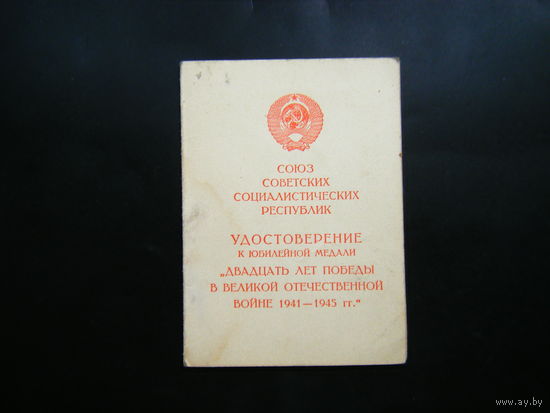 СОЮЗ
СОВЕТСКИХ
СОЦИАЛИСТИЧЕСКИХ
РЕСПУБЛИК
УДОСТОВЕРЕНИЕ
К ЮБИЛЕЙНОЙ МЕДАЛИ
„ДВАДЦАТЬ ЛЕТ ПОБЕДЫ
В ВЕЛИКОЙ ОТЕЧЕСТВЕННОЙ
ВОЙНЕ 1941—1945 гг.“
www.ay.by